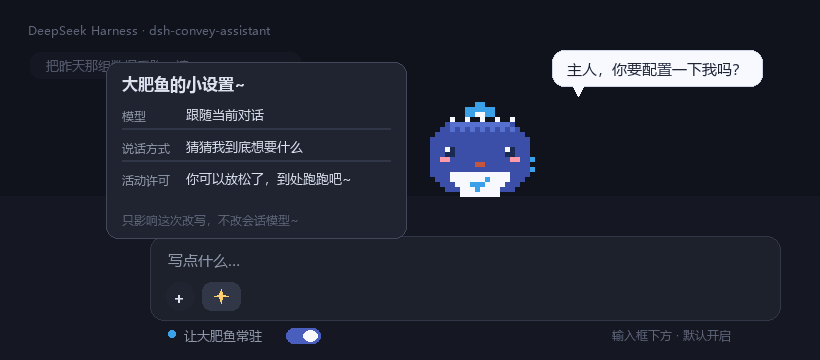 DeepSeek Harness · dsh-convey-assistant
主人，你要配置一下我吗？
大肥鱼的小设置~
模型 跟随当前对话
说话方式 猜猜我到底想要什么
活动许可 你可以放松了，到处跑跑吧~
只影响这次改写，不改会话模型~
写点什么...
+
让大肥鱼常驻
输入框下方 · 默认开启